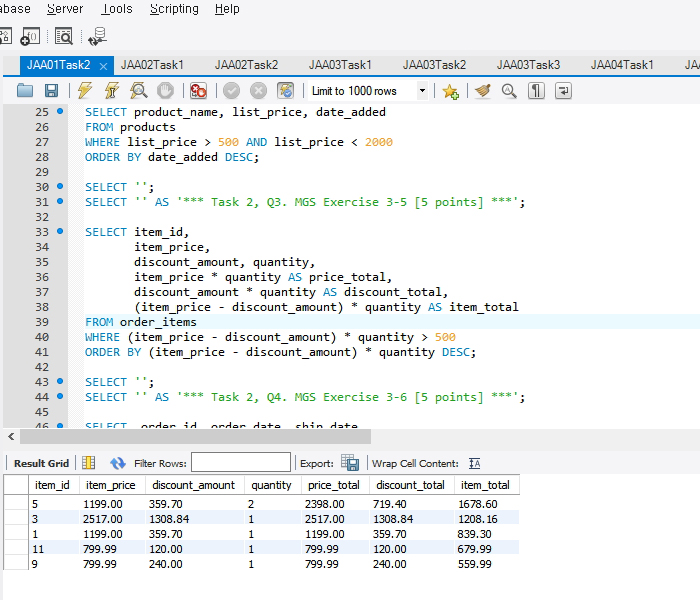 abase Server Tools Scripting Help
JAA01Task2 × JAA02Task1 JAA02Task2 JAA03Task1 JAA03Task2 JAA03Task3 JAA04Task1 JAA
Limit to 1000 rows
25 SELECT product_name, list_price, date_added
26 FROM products
27 WHERE list_price > 500 AND list_price < 2000
28 ORDER BY date_added DESC;
29
30 SELECT '';
31 SELECT '' AS '*** Task 2, Q3. MGS Exercise 3-5 [5 points] ***';
32
33 SELECT item_id,
34 item_price,
35 discount_amount, quantity,
36 item_price * quantity AS price_total,
37 discount_amount * quantity AS discount_total,
38 (item_price - discount_amount) * quantity AS item_total
39 FROM order_items
40 WHERE (item_price - discount_amount) * quantity > 500
41 ORDER BY (item_price - discount_amount) * quantity DESC;
42
43 SELECT '';
44 SELECT '' AS '*** Task 2, Q4. MGS Exercise 3-6 [5 points] ***';
45
46 SELECT order_id, order_date, ship_date
Result Grid Filter Rows: Export: Wrap Cell Content: IA
item_id item_price discount_amount quantity price_total discount_total item_total
5 1199.00 359.70 2 2398.00 719.40 1678.60
3 2517.00 1308.84 1 2517.00 1308.84 1208.16
1 1199.00 359.70 1 1199.00 359.70 839.30
11 799.99 120.00 1 799.99 120.00 679.99
9 799.99 240.00 1 799.99 240.00 559.99